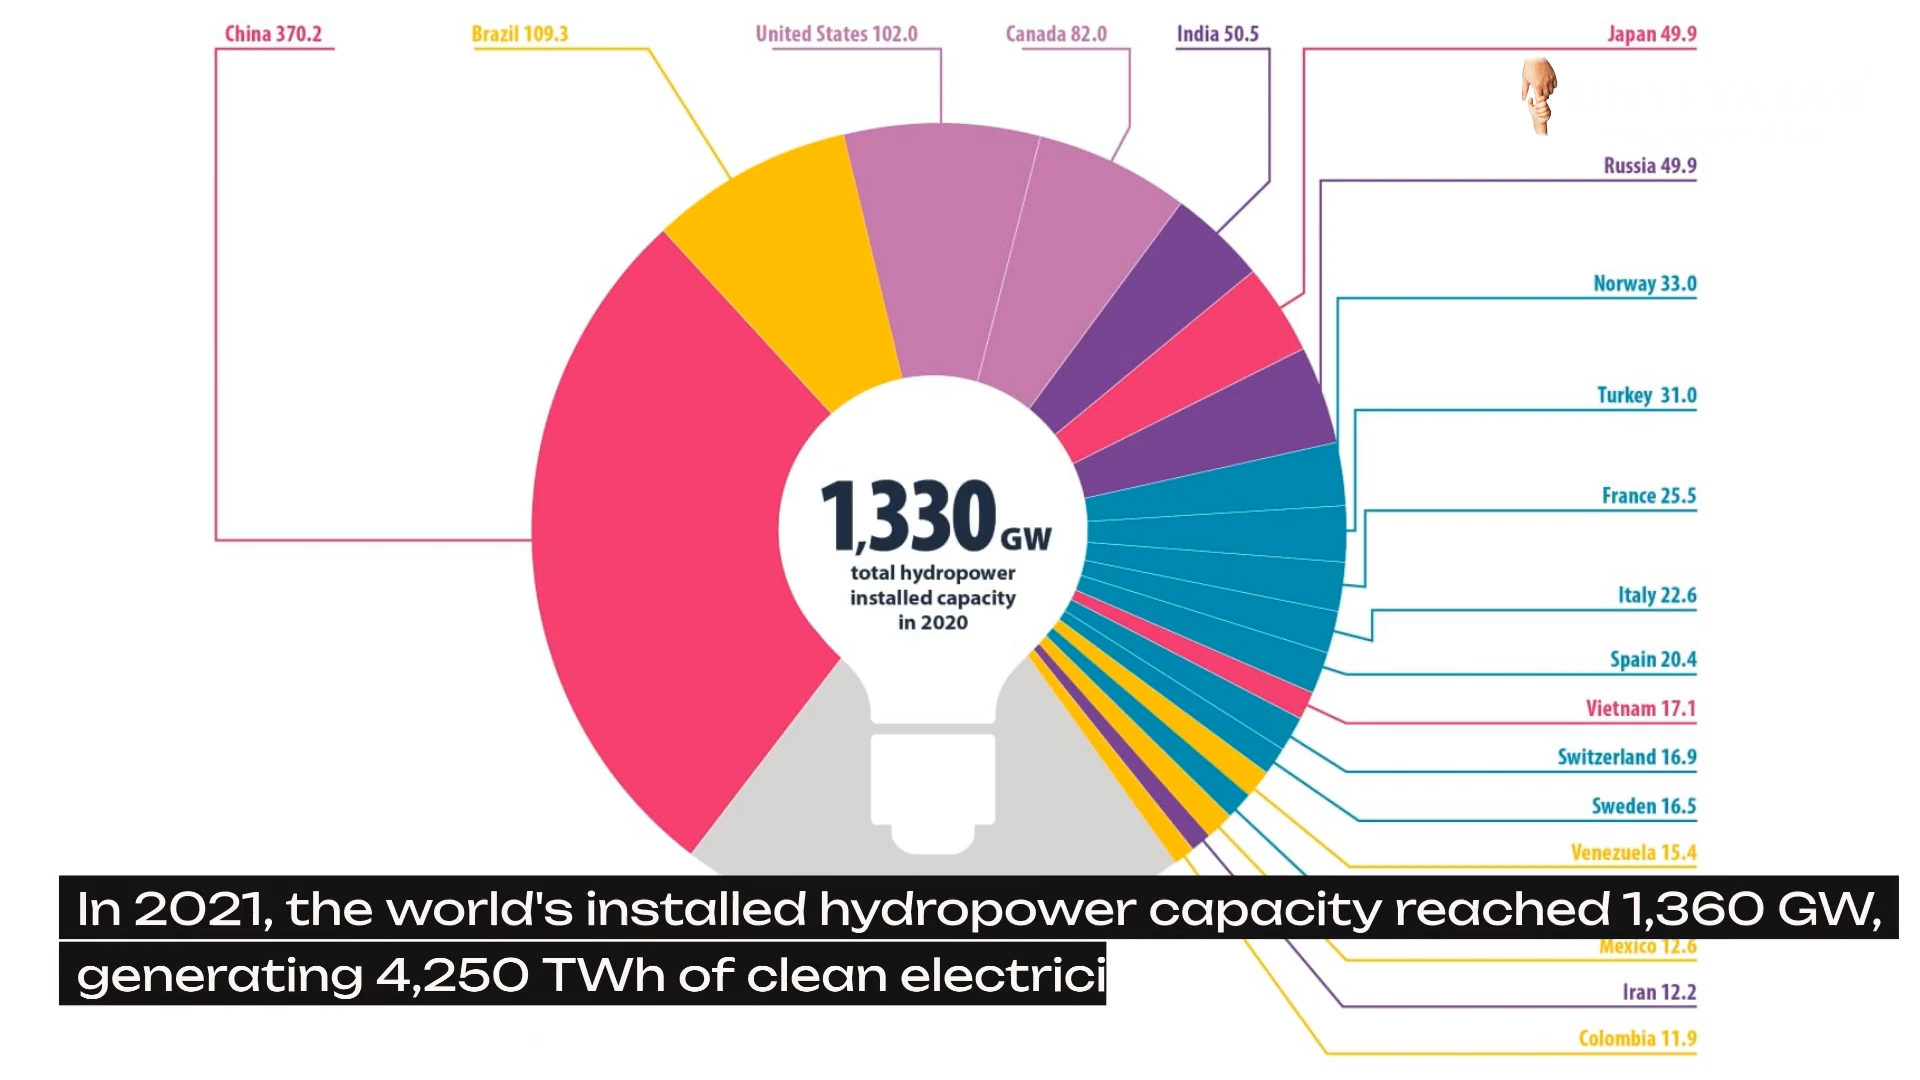 China 370.2
Brazil 109.3
United States 102.0
Canada 82.0
India 50.5
Japan 49.9
Russia 49.9
Norway 33.0
Turkey 31.0
France 25.5
Italy 22.6
Spain 20.4
Vietnam 17.1
Switzerland 16.9
Sweden 16.5
Venezuela 15.4
1,330 GW
total hydropower
installed capacity
in 2020
In 2021, the world's installed hydropower capacity reached 1,360 GW,
generating 4,250 TWh of clean electrici
Mexico 12.6
Iran 12.2
Colombia 11.9